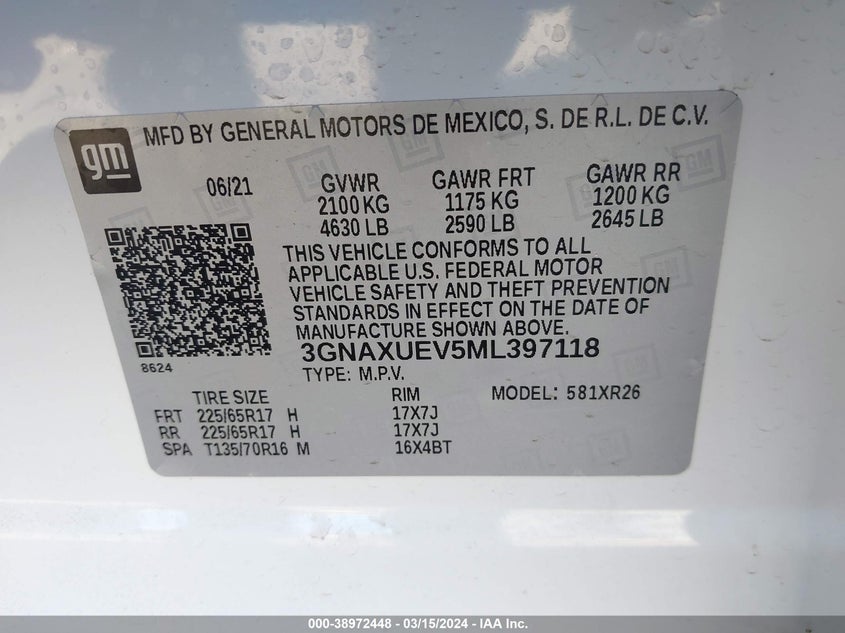 gm
MFD BY GENERAL MOTORS DE MEXICO, S. DE R.L. DE C.V.
06/21 GVWR GAWR FRT GAWR RR
2100 KG 1175 KG 1200 KG
4630 LB 2590 LB 2645 LB
THIS VEHICLE CONFORMS TO ALL
APPLICABLE U.S. FEDERAL MOTOR
VEHICLE SAFETY AND THEFT PREVENTION
STANDARDS IN EFFECT ON THE DATE OF
MANUFACTURE SHOWN ABOVE.
3GNAXUEV5ML397118
8624
TYPE: M.P.V.
TIRE SIZE RIM MODEL: 581XR26
FRT 225/65R17 H 17X7J
RR 225/65R17 H 17X7J
SPA T135/70R16 M 16X4BT
000-38972448 - 03/15/2024 - IAA Inc.